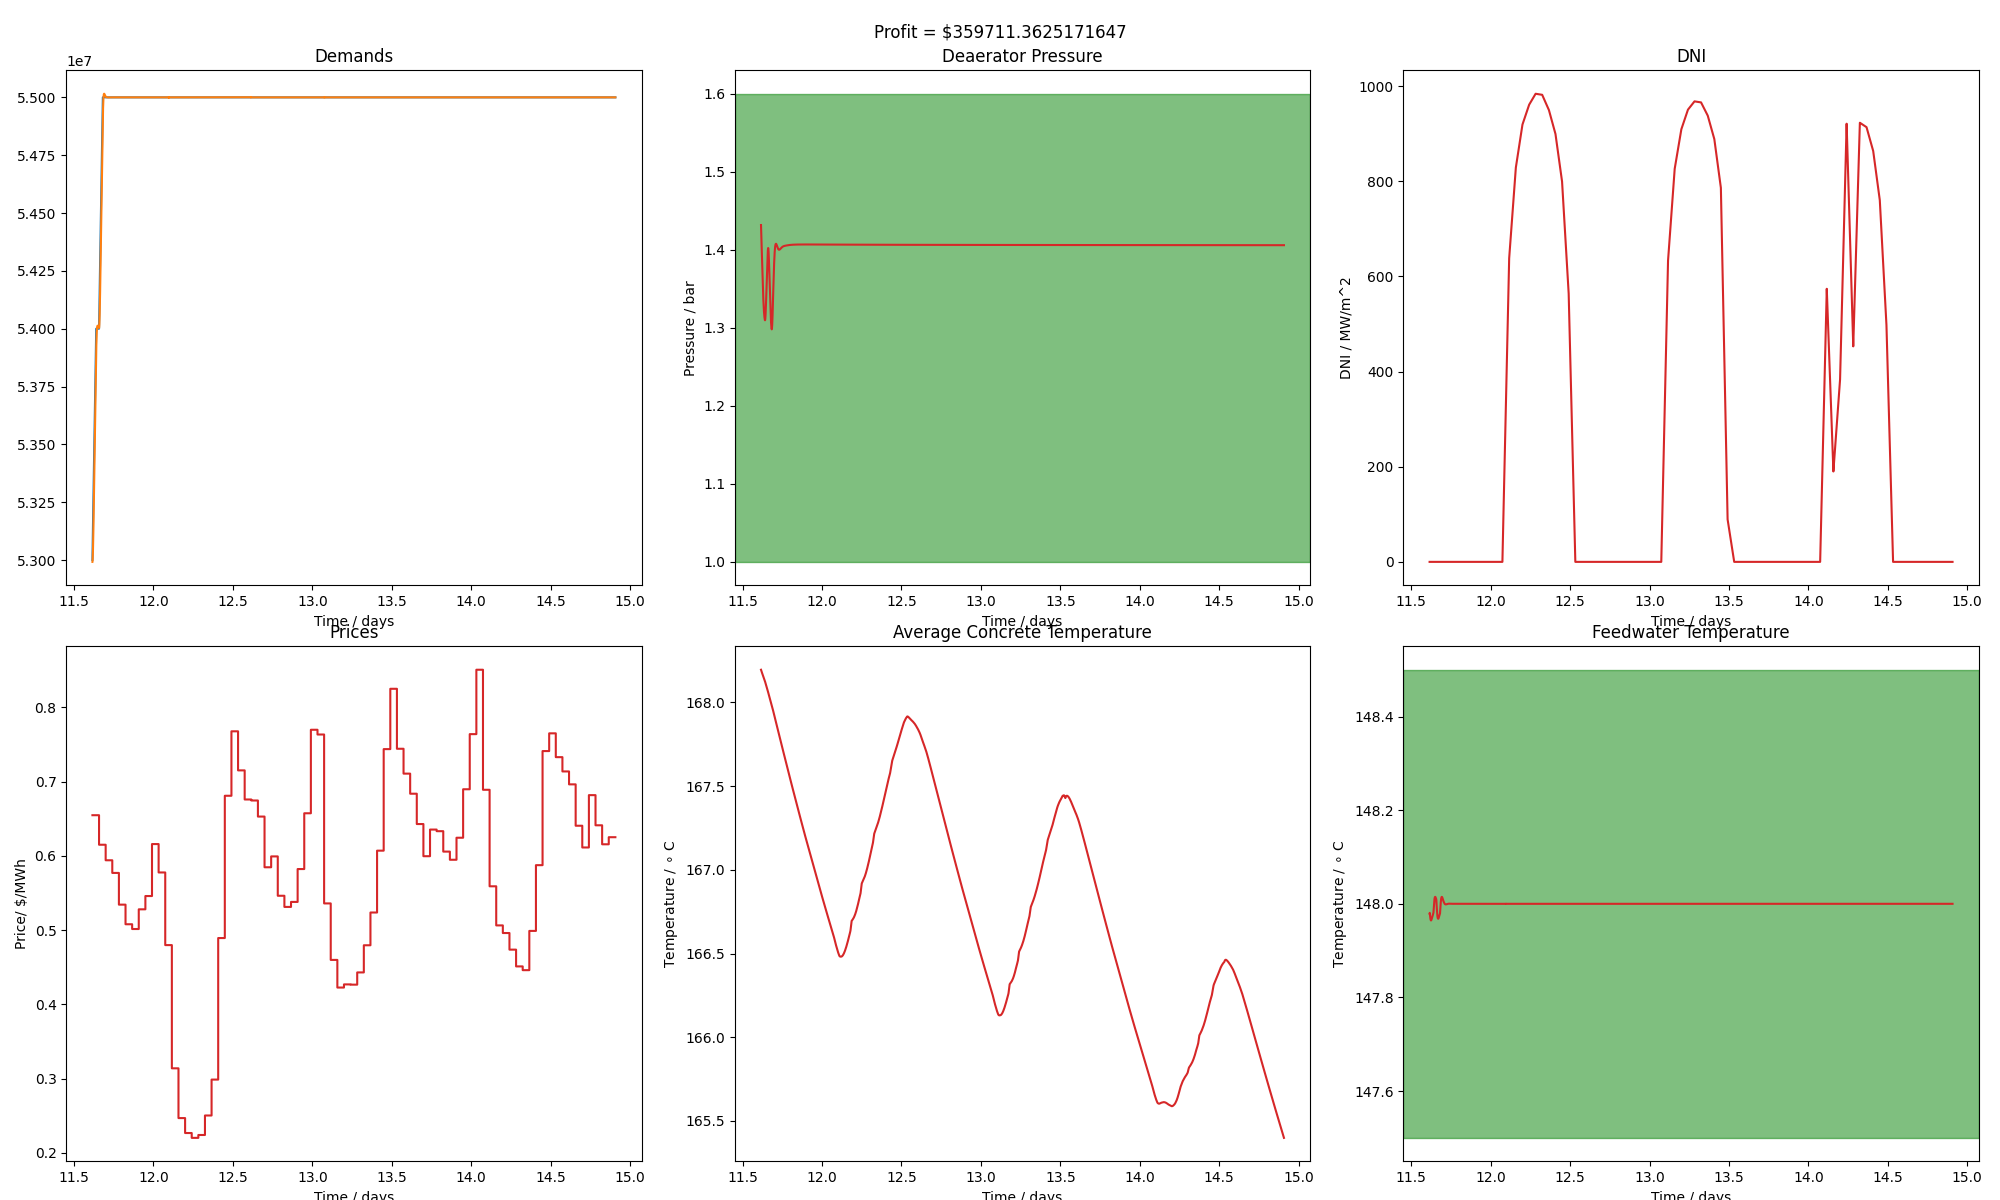 Profit = $359711.3625171647
Demands
1e7
5.500
5.475
5.450
5.425
5.400
5.375
5.350
5.325
5.300
11.5 12.0 12.5 13.0 13.5 14.0 14.5 15.0
Time / days
Deaerator Pressure
Pressure / bar
1.6
1.5
1.4
1.3
1.2
1.1
1.0
11.5 12.0 12.5 13.0 13.5 14.0 14.5 15.0
Time / days
DNI
DNI / MW/m^2
1000
800
600
400
200
0
11.5 12.0 12.5 13.0 13.5 14.0 14.5 15.0
Time / days
Prices
Price/ $/MWh
0.8
0.7
0.6
0.5
0.4
0.3
0.2
11.5 12.0 12.5 13.0 13.5 14.0 14.5 15.0
Time / days
Average Concrete Temperature
Temperature / ∘ C
168.0
167.5
167.0
166.5
166.0
165.5
11.5 12.0 12.5 13.0 13.5 14.0 14.5 15.0
Time / days
Feedwater Temperature
Temperature / ∘ C
148.4
148.2
148.0
147.8
147.6
11.5 12.0 12.5 13.0 13.5 14.0 14.5 15.0
Time / days